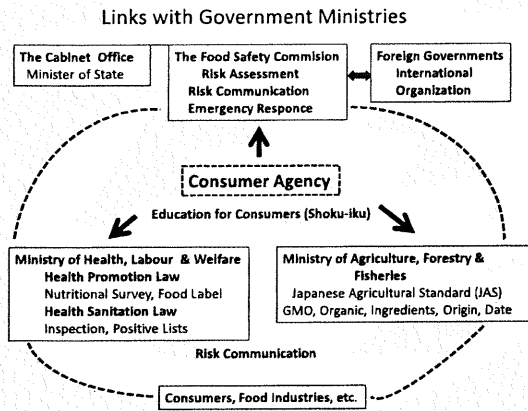 Links with Government Ministries
The Cabinet Office
Minister of State
The Food Safety Commision
Risk Assessment
Risk Communication
Emergency Responce
Foreign Governments
International
Organization
Consumer Agency
Education for Consumers (Shoku-iku)
Ministry of Health, Labour & Welfare
Health Promotion Law
Nutritional Survey, Food Label
Health Sanitation Law
Inspection, Positive Lists
Ministry of Agriculture, Forestry &
Fisheries
Japanese Agricultural Standard (JAS)
GMO, Organic, Ingredients, Origin, Date
Risk Communication
Consumers, Food Industries, etc.